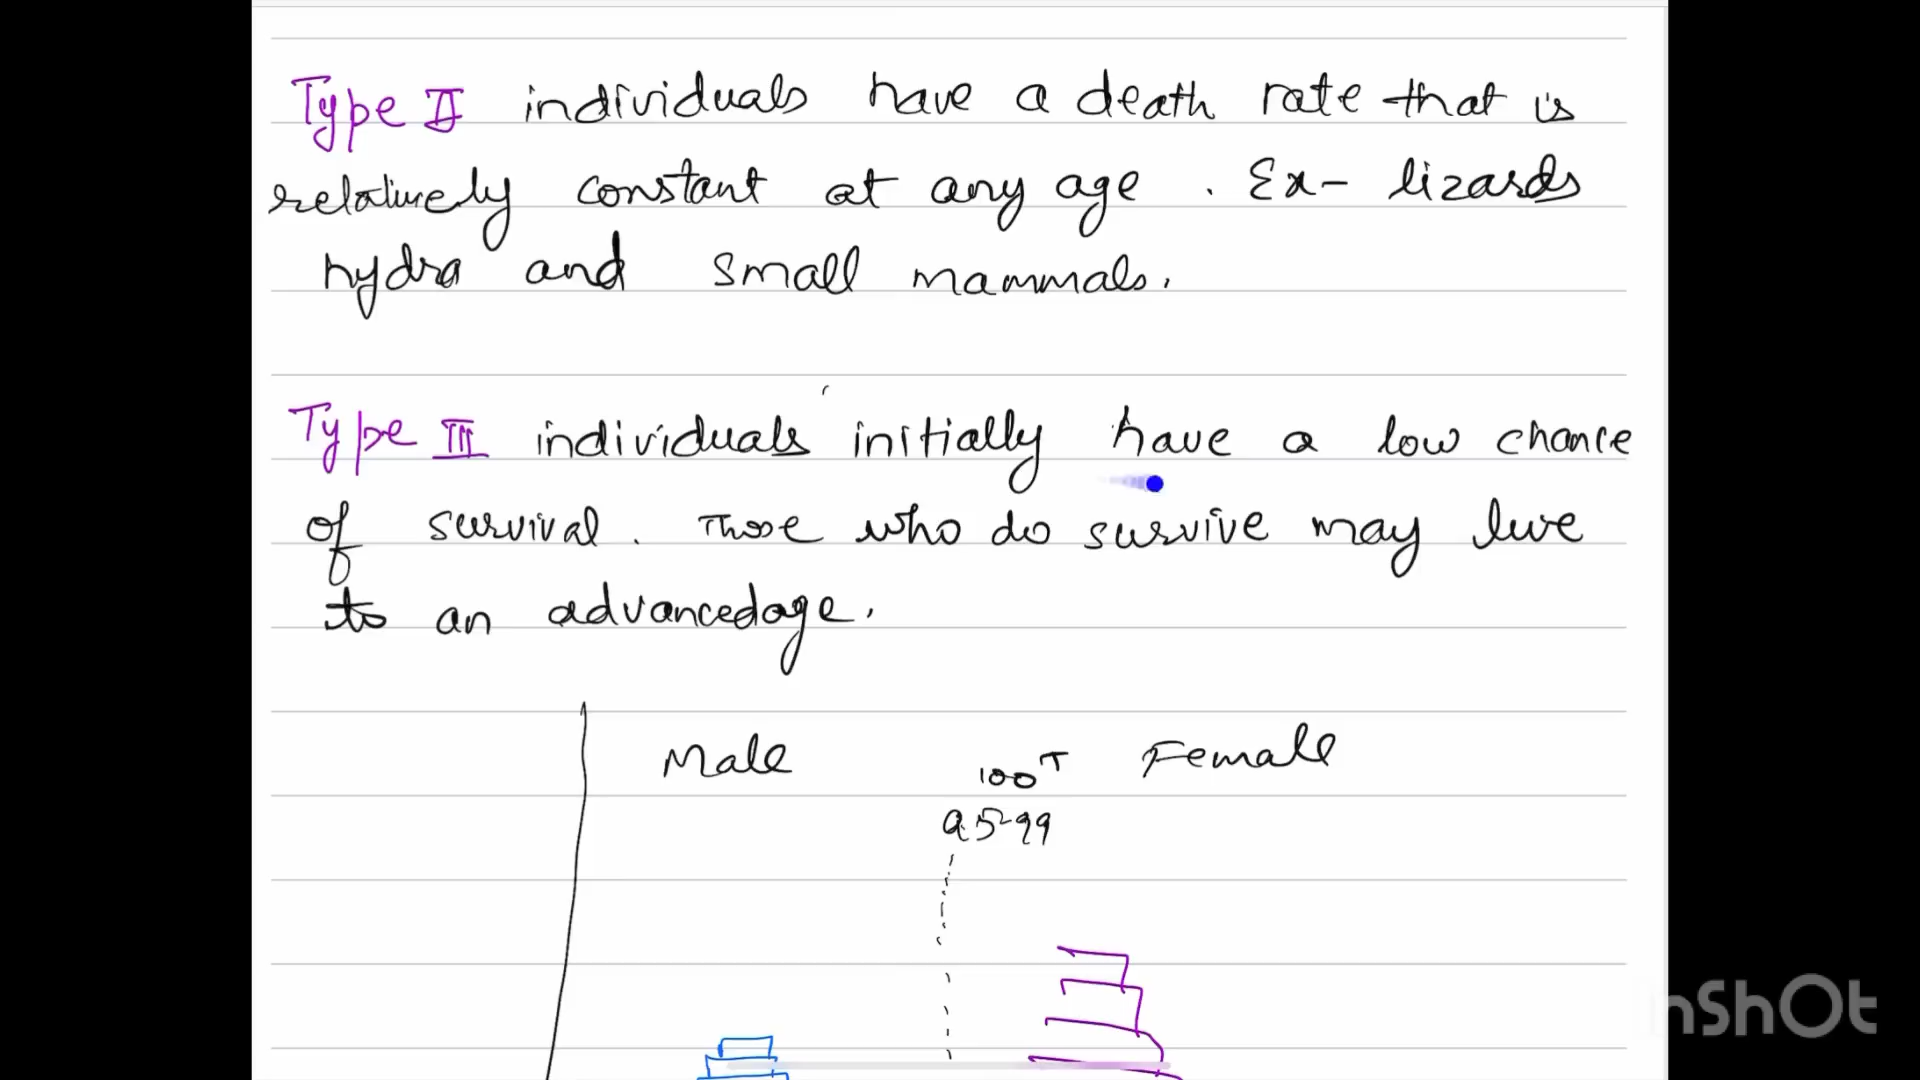 Type II individuals have a death rate that is
relatively constant at any age. Ex- lizards
hydra and small mammals.
Type III individuals initially have a low chance
of survival. Those who do survive may live
to an advancedage.
Male 100+ Female
95-99
InShOt